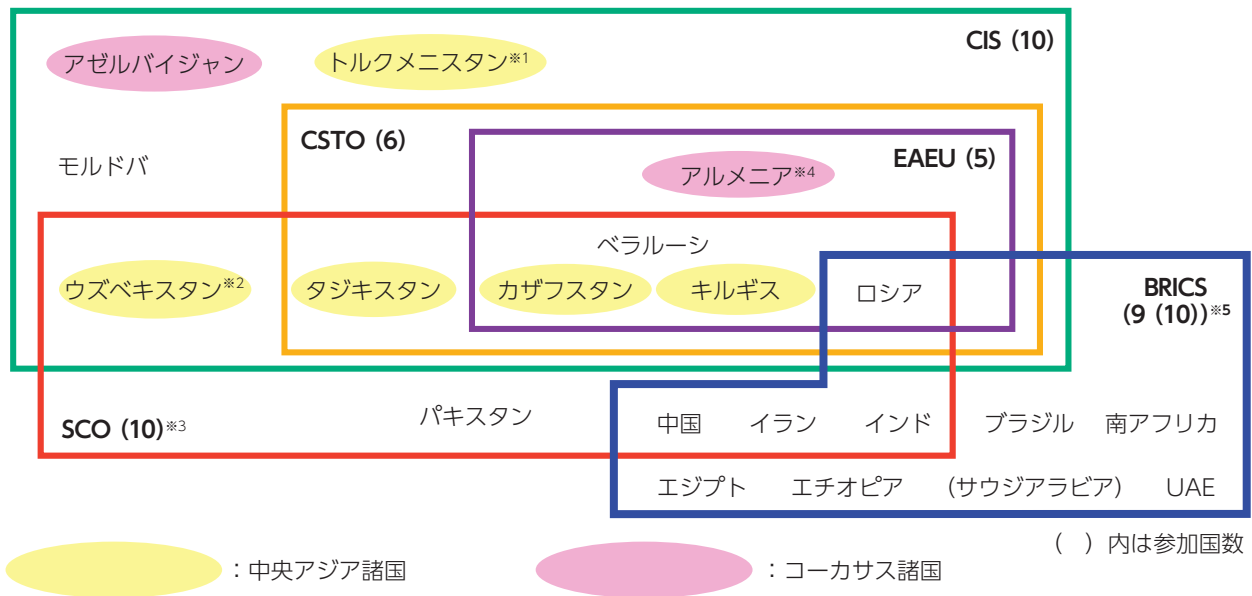 CIS (10)
アゼルバイジャン
トルクメニスタン※1
CSTO (6)
EAEU (5)
モルドバ
アルメニア※4
ベラルーシ
ウズベキスタン※2
タジキスタン
カザフスタン
キルギス
ロシア
BRICS
(9 (10))※5
SCO (10)※3
パキスタン
中国
イラン
インド
ブラジル
南アフリカ
エジプト
エチオピア
(サウジアラビア)
UAE
（　）内は参加国数
：中央アジア諸国
：コーカサス諸国